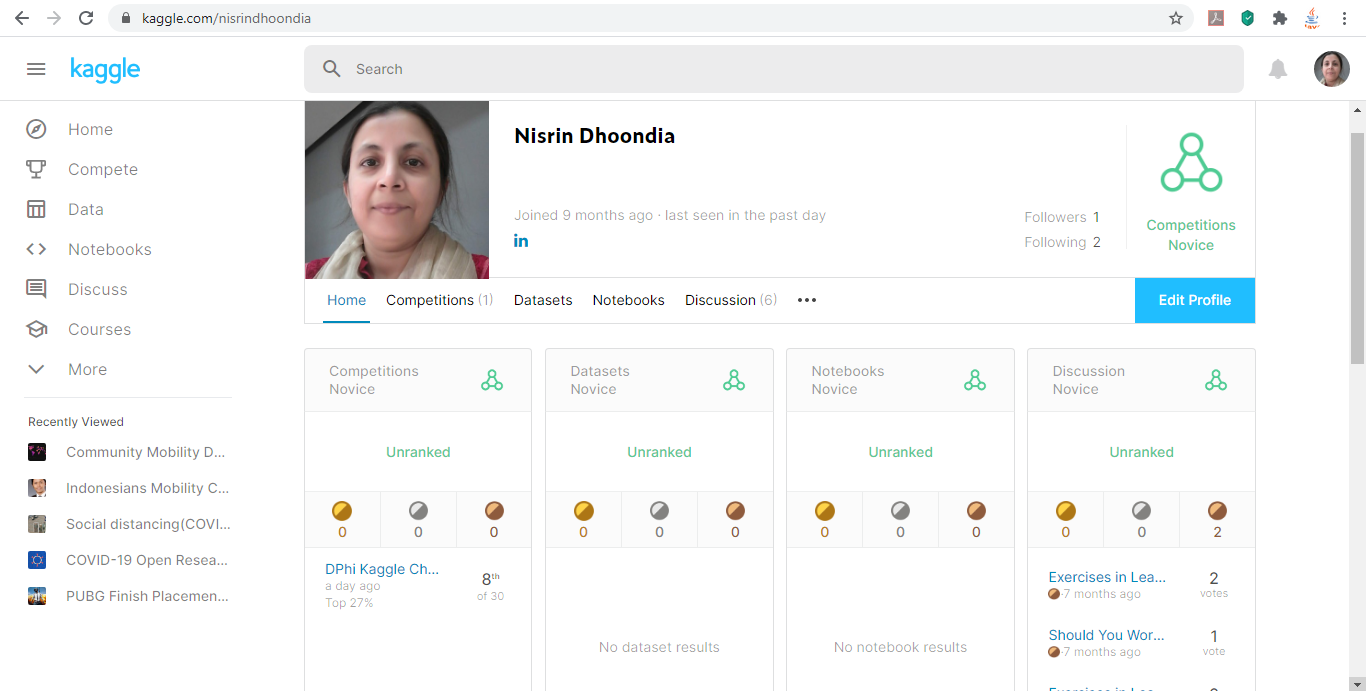 kaggle.com/nisrindhoondia
kaggle
Search
Home
Compete
Data
Notebooks
Discuss
Courses
More
Recently Viewed
Community Mobility D...
Indonesians Mobility C...
Social distancing(COVI...
COVID-19 Open Resea...
PUBG Finish Placemen...
Nisrin Dhoondia
Joined 9 months ago · last seen in the past day
in
Followers 1
Following 2
Competitions
Novice
Home Competitions (1) Datasets Notebooks Discussion (6) •••
Edit Profile
Competitions
Novice
Unranked
0 0 0
DPhi Kaggle Ch...
a day ago
Top 27%
8th
of 30
Datasets
Novice
Unranked
0 0 0
No dataset results
Notebooks
Novice
Unranked
0 0 0
No notebook results
Discussion
Novice
Unranked
0 0 2
Exercises in Lea...
·7 months ago
2
votes
Should You Wor...
·7 months ago
1
vote